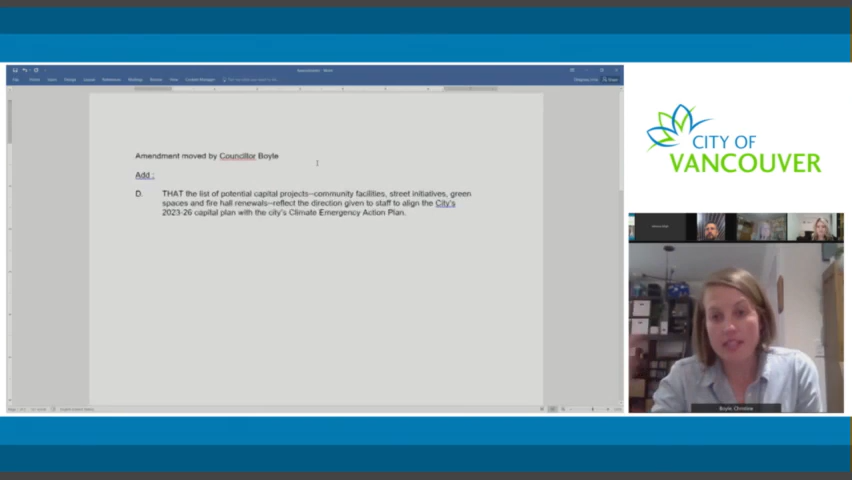 Amendment moved by Councilltor Boyle
Add :
D. THAT the list of potential capital projects--community facilities, street initiatives, green
spaces and fire hall renewals--reflect the direction given to staff to align the City's
2023-26 capital plan with the city's Climate Emergency Action Plan.
CITY OF
VANCOUVER
Boyle, Christine